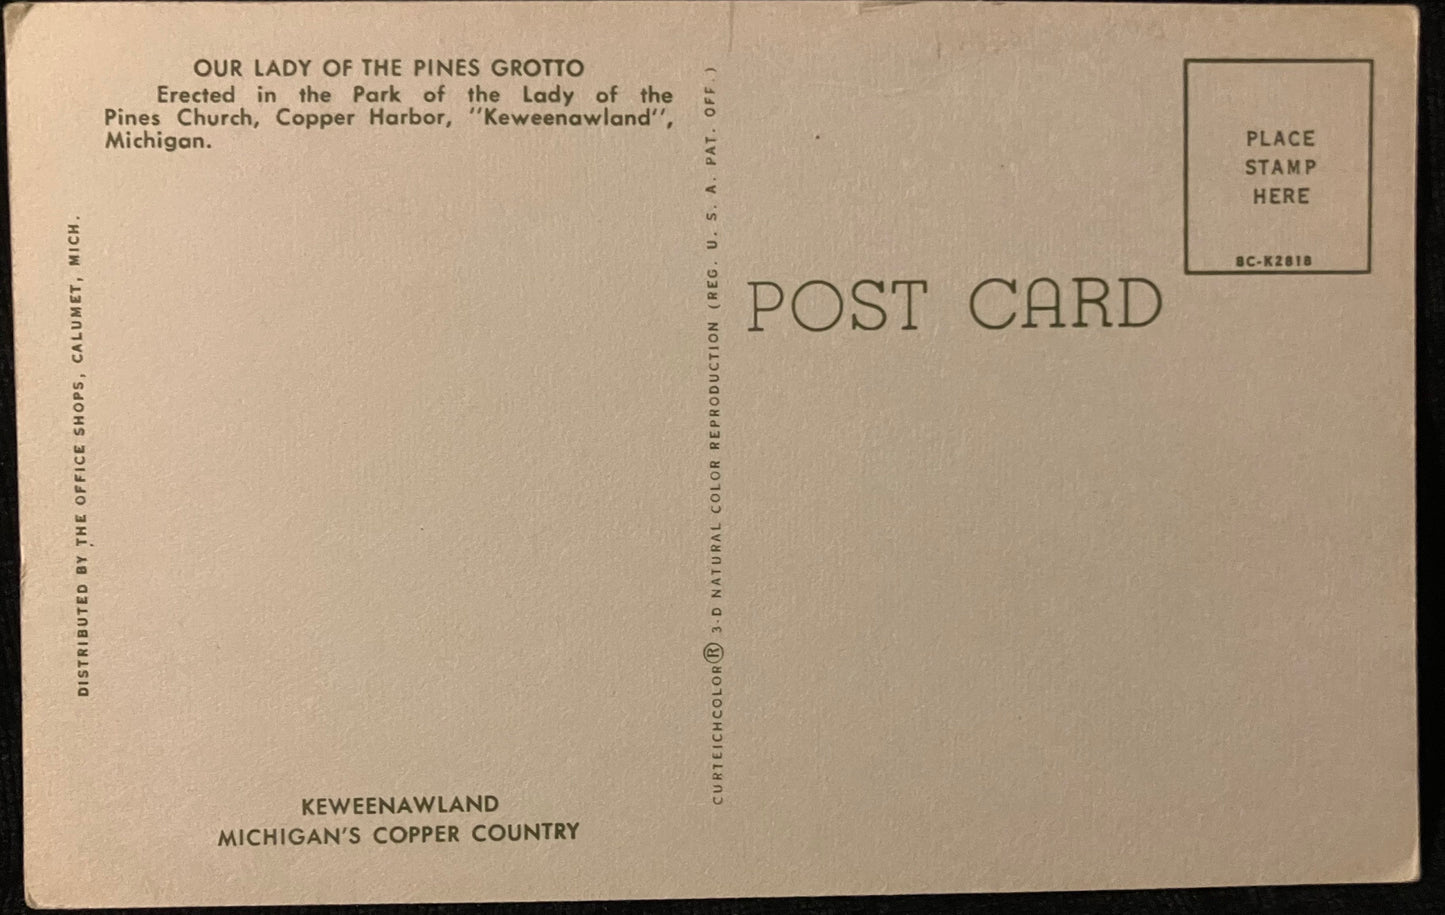 OUR LADY OF THE PINES GROTTO
Erected in the Park of the Lady of the
Pines Church, Copper Harbor, "Keweenawland",
Michigan.
DISTRIBUTED BY THE OFFICE SHOPS, CALUMET, MICH.
KEWEENAWLAND
MICHIGAN'S COPPER COUNTRY
CURTEICHCOLOR® 3-D NATURAL COLOR REPRODUCTION (REG. U. S. A. PAT. OFF.)
POST CARD
PLACE
STAMP
HERE
8C-K2818